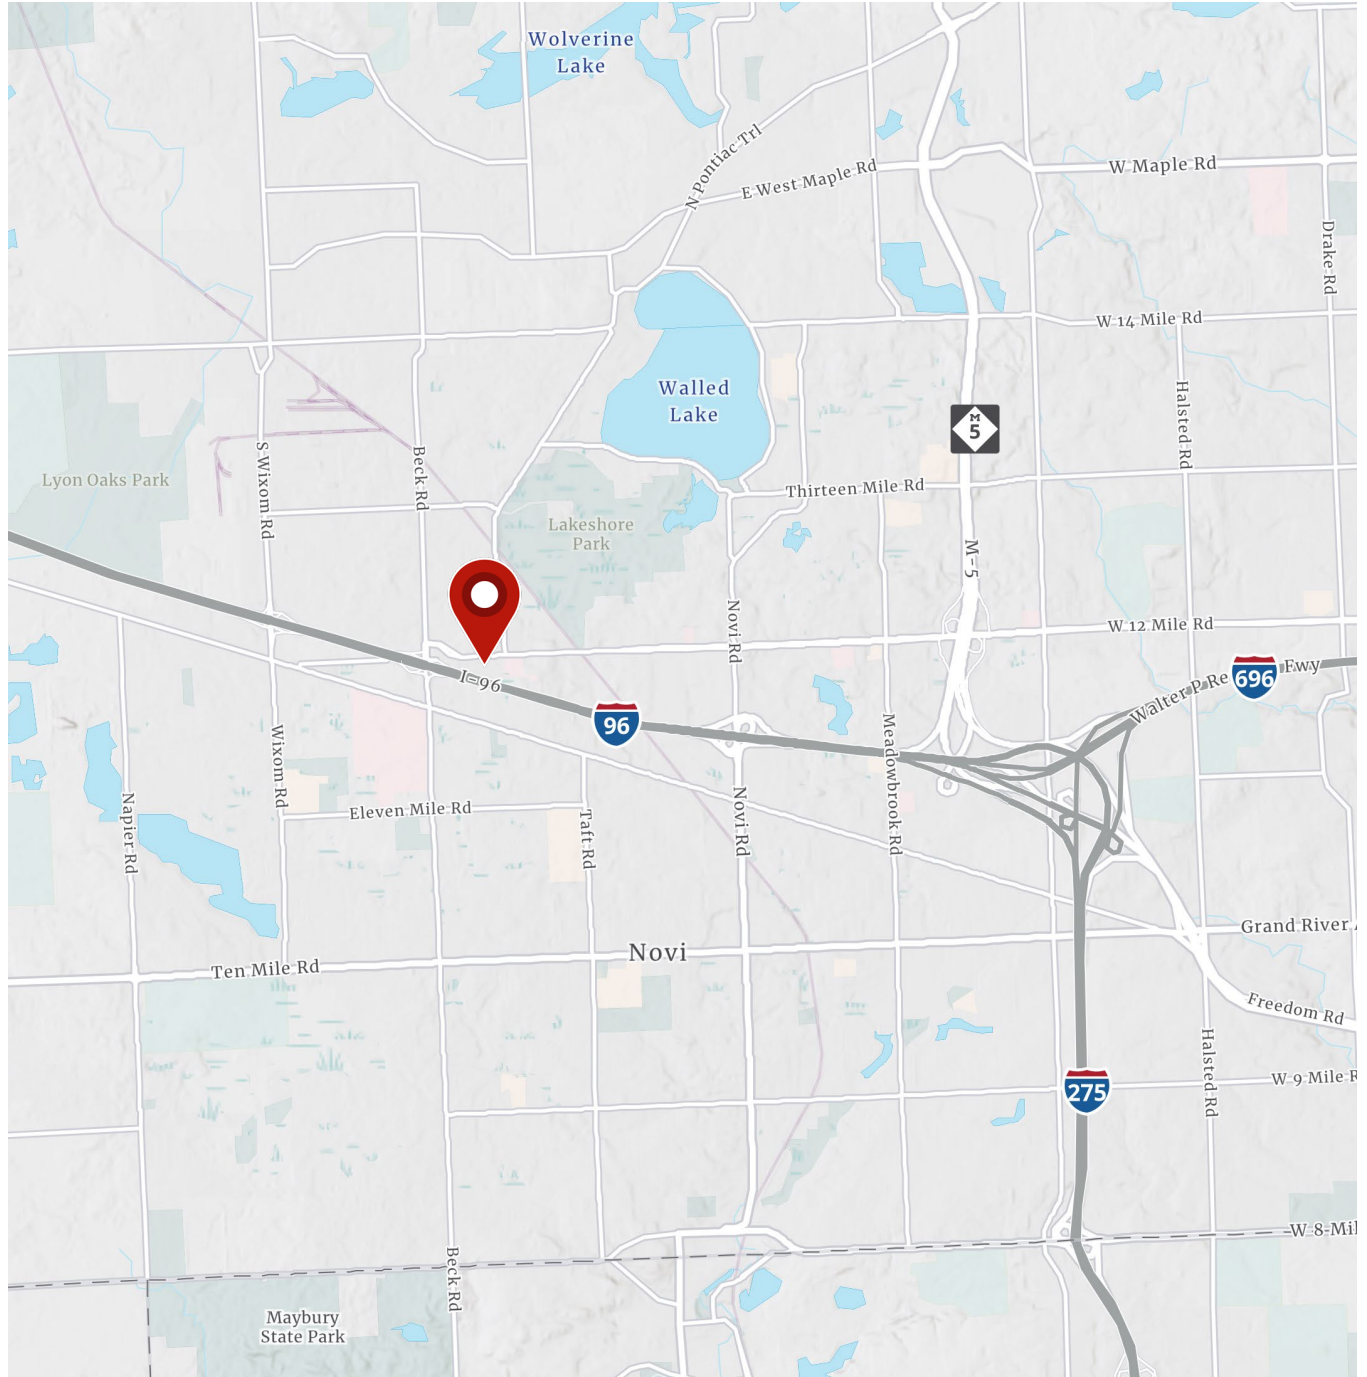 Wolverine
Lake
N Pontiac Trl
E West Maple Rd
W Maple Rd
Drake Rd
W 14 Mile Rd
Walled
Lake
Halsted Rd
M
5
S Wixom Rd
Beck Rd
Lyon Oaks Park
Thirteen Mile Rd
Lakeshore
Park
M-5
Novi Rd
W 12 Mile Rd
I-96
96
Walter P Re
696
Fwy
Wixom Rd
Meadowbrook Rd
Napier Rd
Eleven Mile Rd
Taft Rd
Novi Rd
Grand River
Novi
Ten Mile Rd
Freedom Rd
Halsted Rd
W 9 Mile R
275
W 8 Mil
Beck Rd
Maybury
State Park